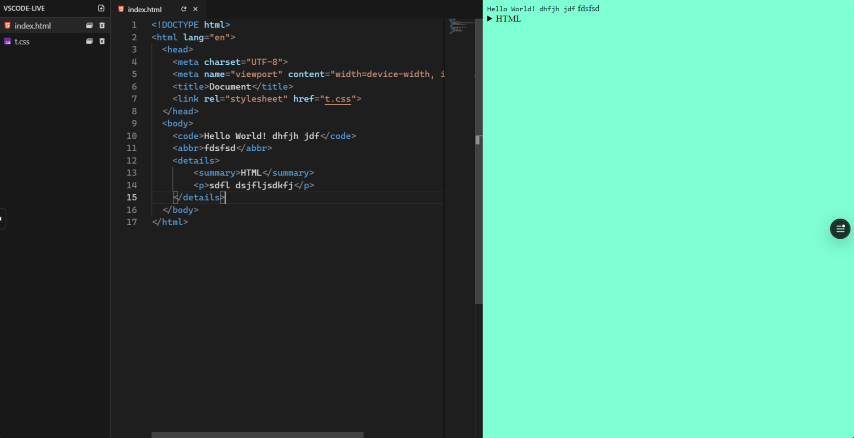 VSCODE-LIVE
index.html
t.css
index.html
1 <!DOCTYPE html>
2 <html lang="en">
3 <head>
4 <meta charset="UTF-8">
5 <meta name="viewport" content="width=device-width, i
6 <title>Document</title>
7 <link rel="stylesheet" href="t.css">
8 </head>
9 <body>
10 <code>Hello World! dhfjh jdf</code>
11 <abbr>fdsfsd</abbr>
12 <details>
13 <summary>HTML</summary>
14 <p>sdfl dsjfljsdkfj</p>
15 </details>
16 </body>
17 </html>
Hello World! dhfjh jdf fdsfsd
HTML